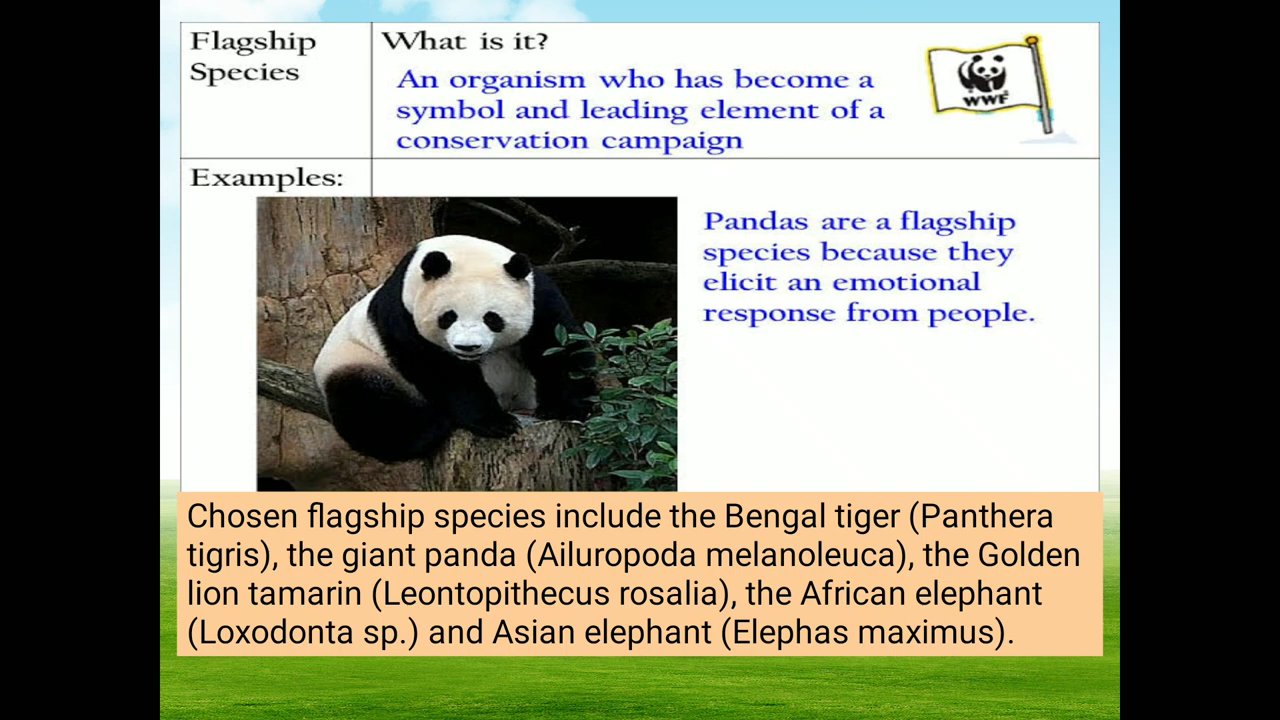 Flagship
Species
What is it?
An organism who has become a
symbol and leading element of a
conservation campaign
WWF
Examples:
Pandas are a flagship
species because they
elicit an emotional
response from people.
Chosen flagship species include the Bengal tiger (Panthera
tigris), the giant panda (Ailuropoda melanoleuca), the Golden
lion tamarin (Leontopithecus rosalia), the African elephant
(Loxodonta sp.) and Asian elephant (Elephas maximus).